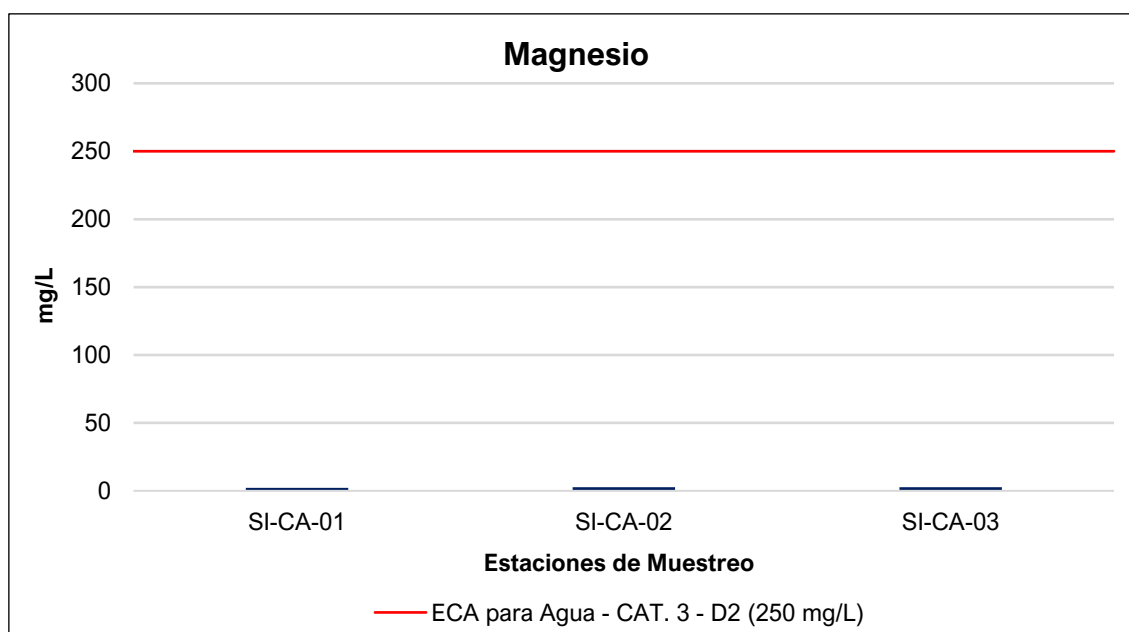 Magnesio
300
250
200
150
100
50
0
mg/L
SI-CA-01 SI-CA-02 SI-CA-03
Estaciones de Muestreo
ECA para Agua - CAT. 3 - D2 (250 mg/L)